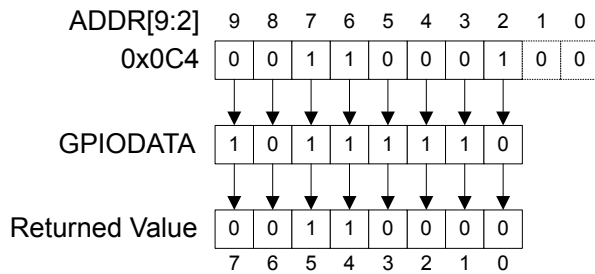 ADDR[9:2] 9 8 7 6 5 4 3 2 1 0
0x0C4 0 0 1 1 0 0 0 1 0 0
GPIODATA 1 0 1 1 1 1 1 0
Returned Value 0 0 1 1 0 0 0 0
7 6 5 4 3 2 1 0